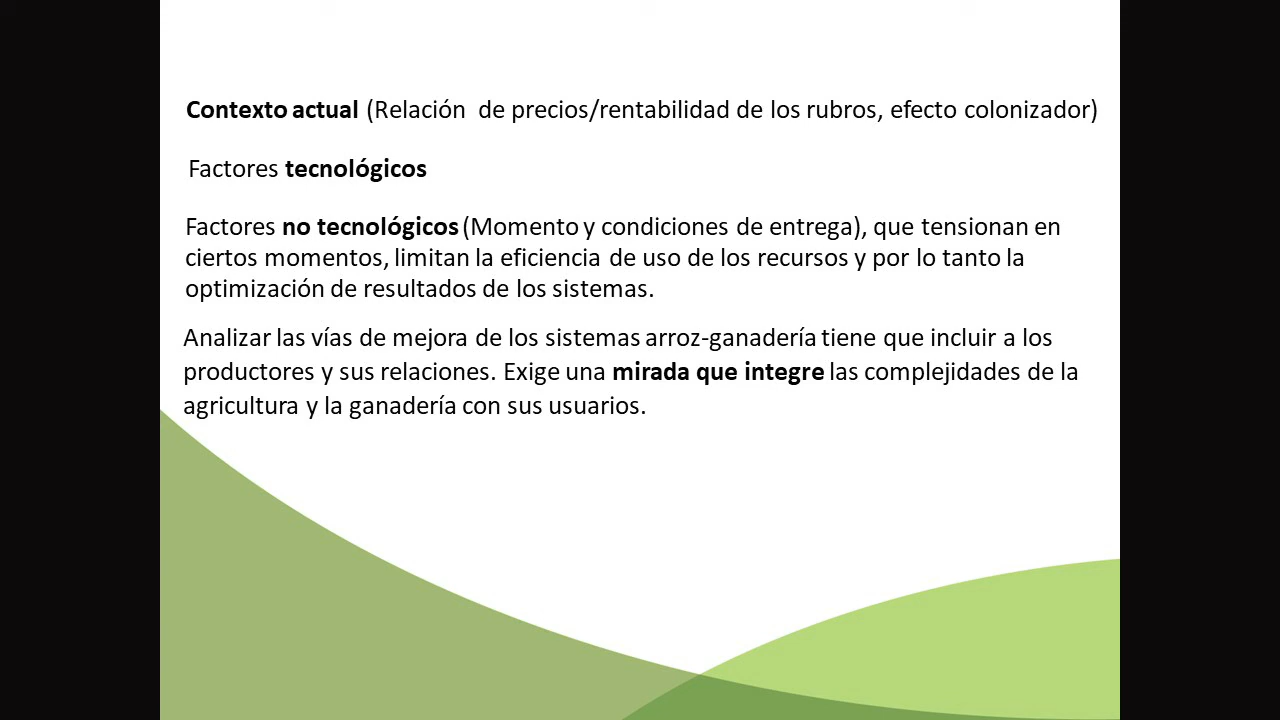 Contexto actual (Relación de precios/rentabilidad de los rubros, efecto colonizador)
Factores tecnológicos
Factores no tecnológicos (Momento y condiciones de entrega), que tensionan en
ciertos momentos, limitan la eficiencia de uso de los recursos y por lo tanto la
optimización de resultados de los sistemas.
Analizar las vías de mejora de los sistemas arroz-ganadería tiene que incluir a los
productores y sus relaciones. Exige una mirada que integre las complejidades de la
agricultura y la ganadería con sus usuarios.